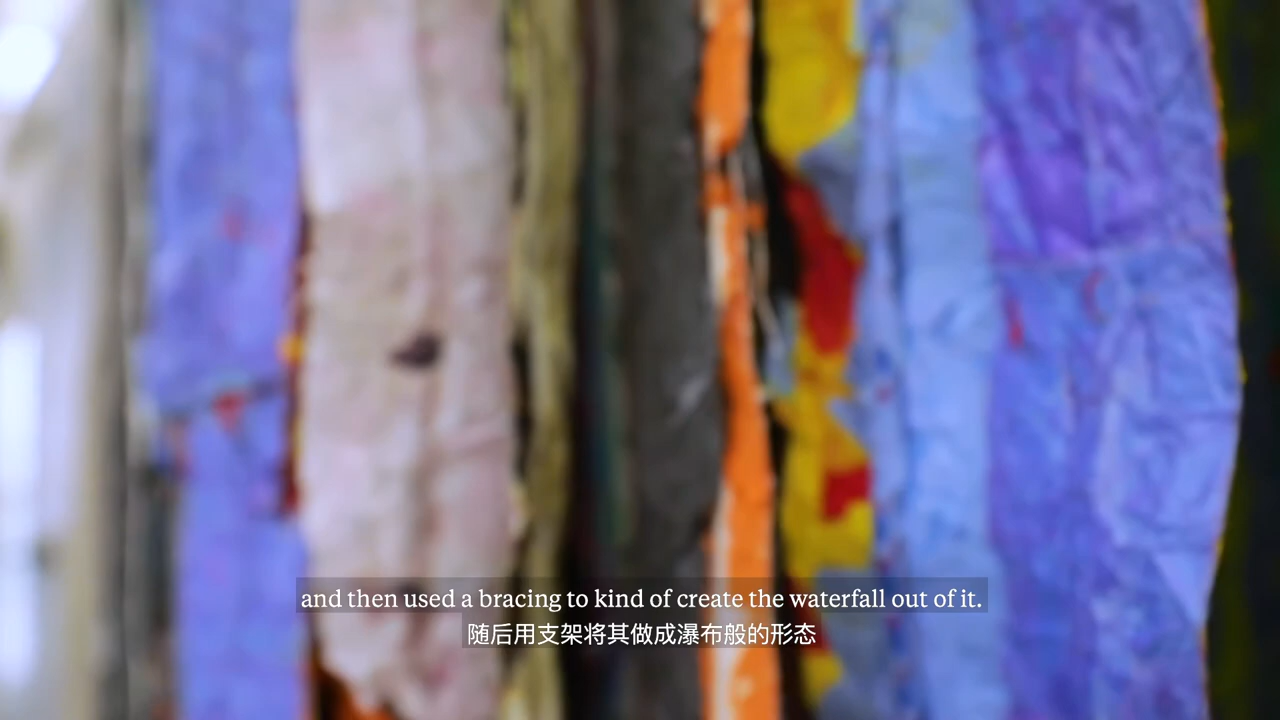 and then used a bracing to kind of create the waterfall out of it.
随后用支架将其做成瀑布般的形态